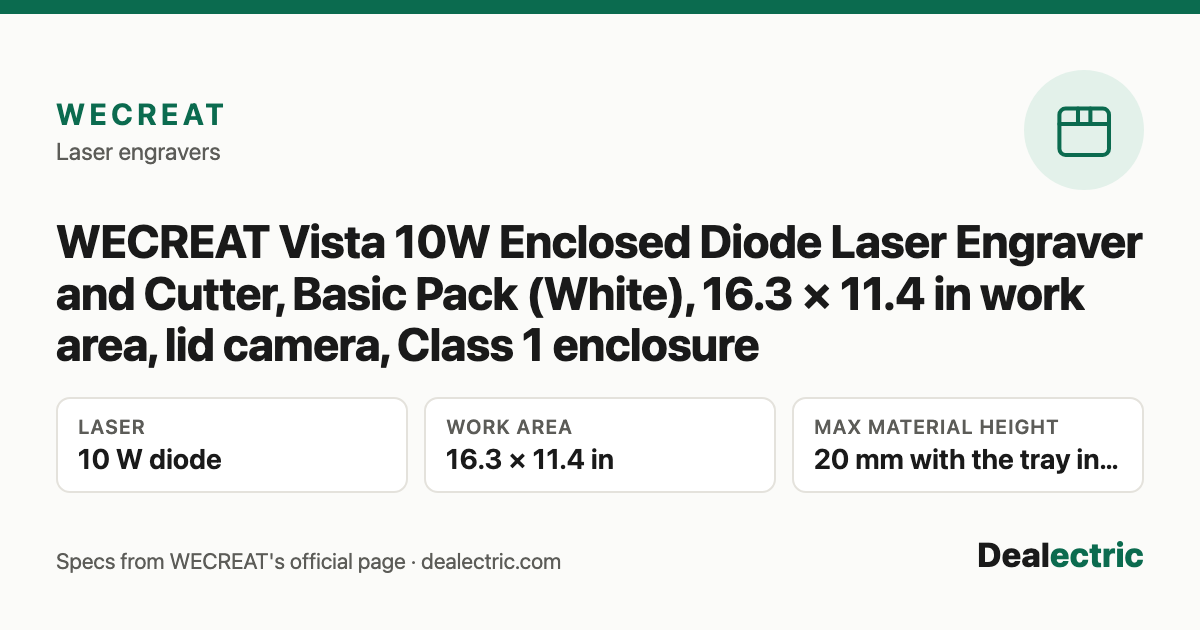 WECREAT
Laser engravers
WECREAT Vista 10W Enclosed Diode Laser Engraver
and Cutter, Basic Pack (White), 16.3 × 11.4 in work
area, lid camera, Class 1 enclosure
LASER
10 W diode
WORK AREA
16.3 × 11.4 in
MAX MATERIAL HEIGHT
20 mm with the tray in...
Specs from WECREAT's official page · dealectric.com
Dealectric